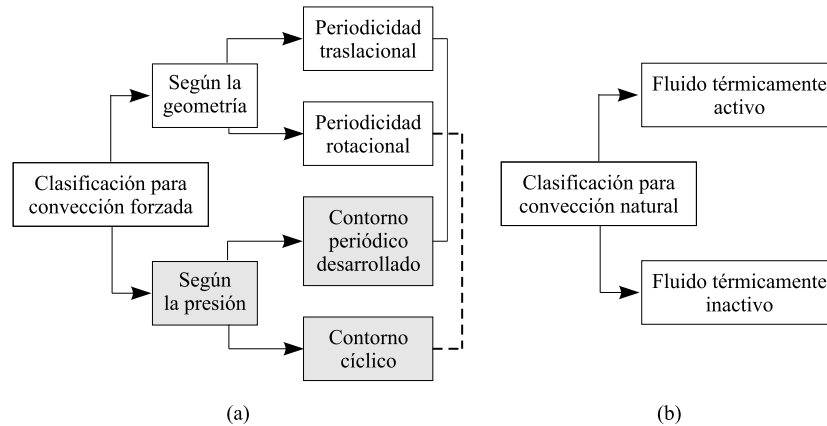 Periodicidad
traslacional
Según la
geometría
Periodicidad
rotacional
Clasificación para
convección forzada
Contorno
periódico
desarrollado
Según
la presión
Contorno
cíclico
(a)
Fluido térmicamente
activo
Clasificación para
convección natural
Fluido térmicamente
inactivo
(b)